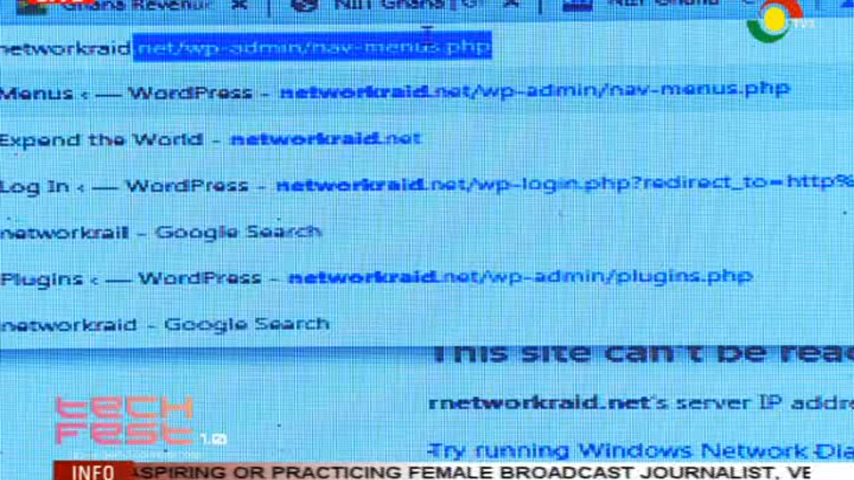 Ghana Revenue
networkraid.net/wp-admin/nav-menus.php
Menus ‹ — WordPress - networkraid.net/wp-admin/nav-menus.php
Expend the World - networkraid.net
Log In ‹ — WordPress - networkraid.net/wp-login.php?redirect_to=http%
networkrail - Google Search
Plugins ‹ — WordPress - networkraid.net/wp-admin/plugins.php
networkraid - Google Search
This site can't be reac
rnetworkraid.net's server IP addre
Try running Windows Network Dia
TECH
FEST 1.0
INFO ASPIRING OR PRACTICING FEMALE BROADCAST JOURNALIST, VE